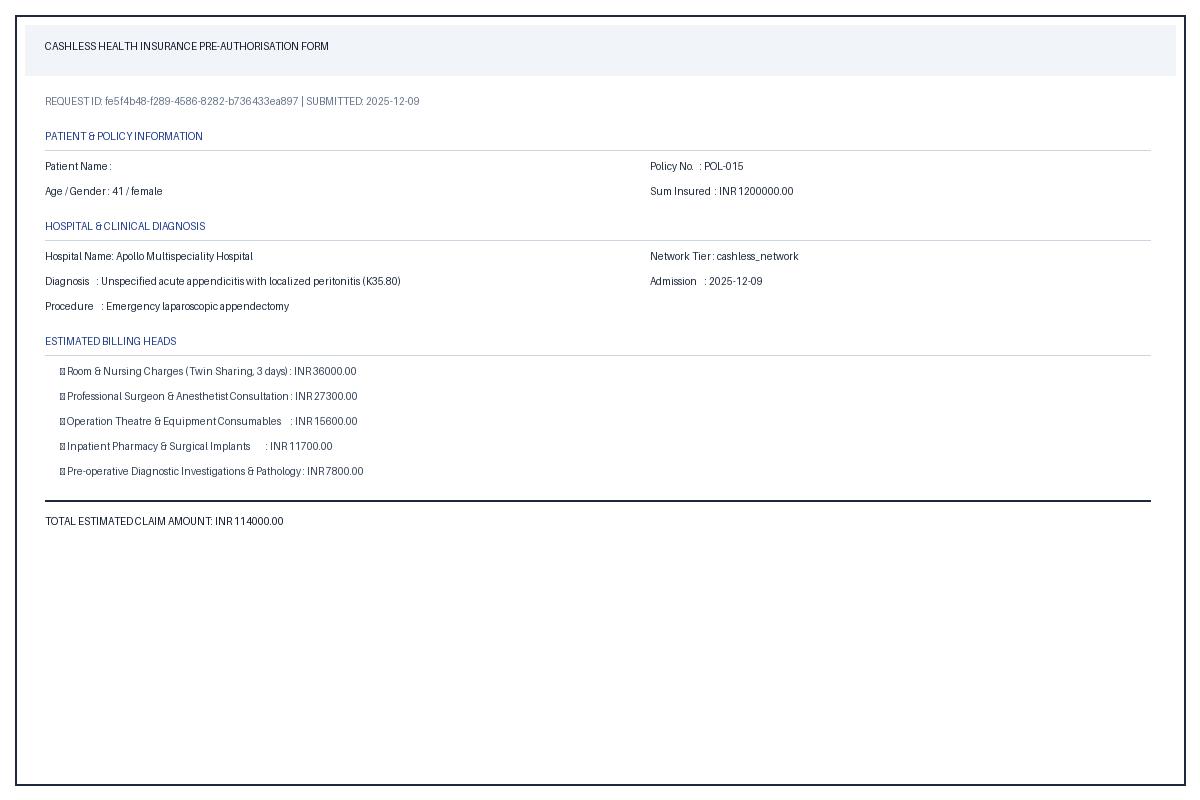 CASHLESS HEALTH INSURANCE PRE-AUTHORISATION FORM
REQUEST ID: fe5f4b48-f289-4586-8282-b736433ea897 | SUBMITTED: 2025-12-09
PATIENT & POLICY INFORMATION
Patient Name :
Policy No. : POL-015
Age / Gender : 41 / female
Sum Insured : INR 1200000.00
HOSPITAL & CLINICAL DIAGNOSIS
Hospital Name: Apollo Multispeciality Hospital
Network Tier : cashless_network
Diagnosis : Unspecified acute appendicitis with localized peritonitis (K35.80)
Admission : 2025-12-09
Procedure : Emergency laparoscopic appendectomy
ESTIMATED BILLING HEADS
Room & Nursing Charges (Twin Sharing, 3 days) : INR 36000.00
Professional Surgeon & Anesthetist Consultation : INR 27300.00
Operation Theatre & Equipment Consumables : INR 15600.00
Inpatient Pharmacy & Surgical Implants : INR 11700.00
Pre-operative Diagnostic Investigations & Pathology : INR 7800.00
TOTAL ESTIMATED CLAIM AMOUNT: INR 114000.00